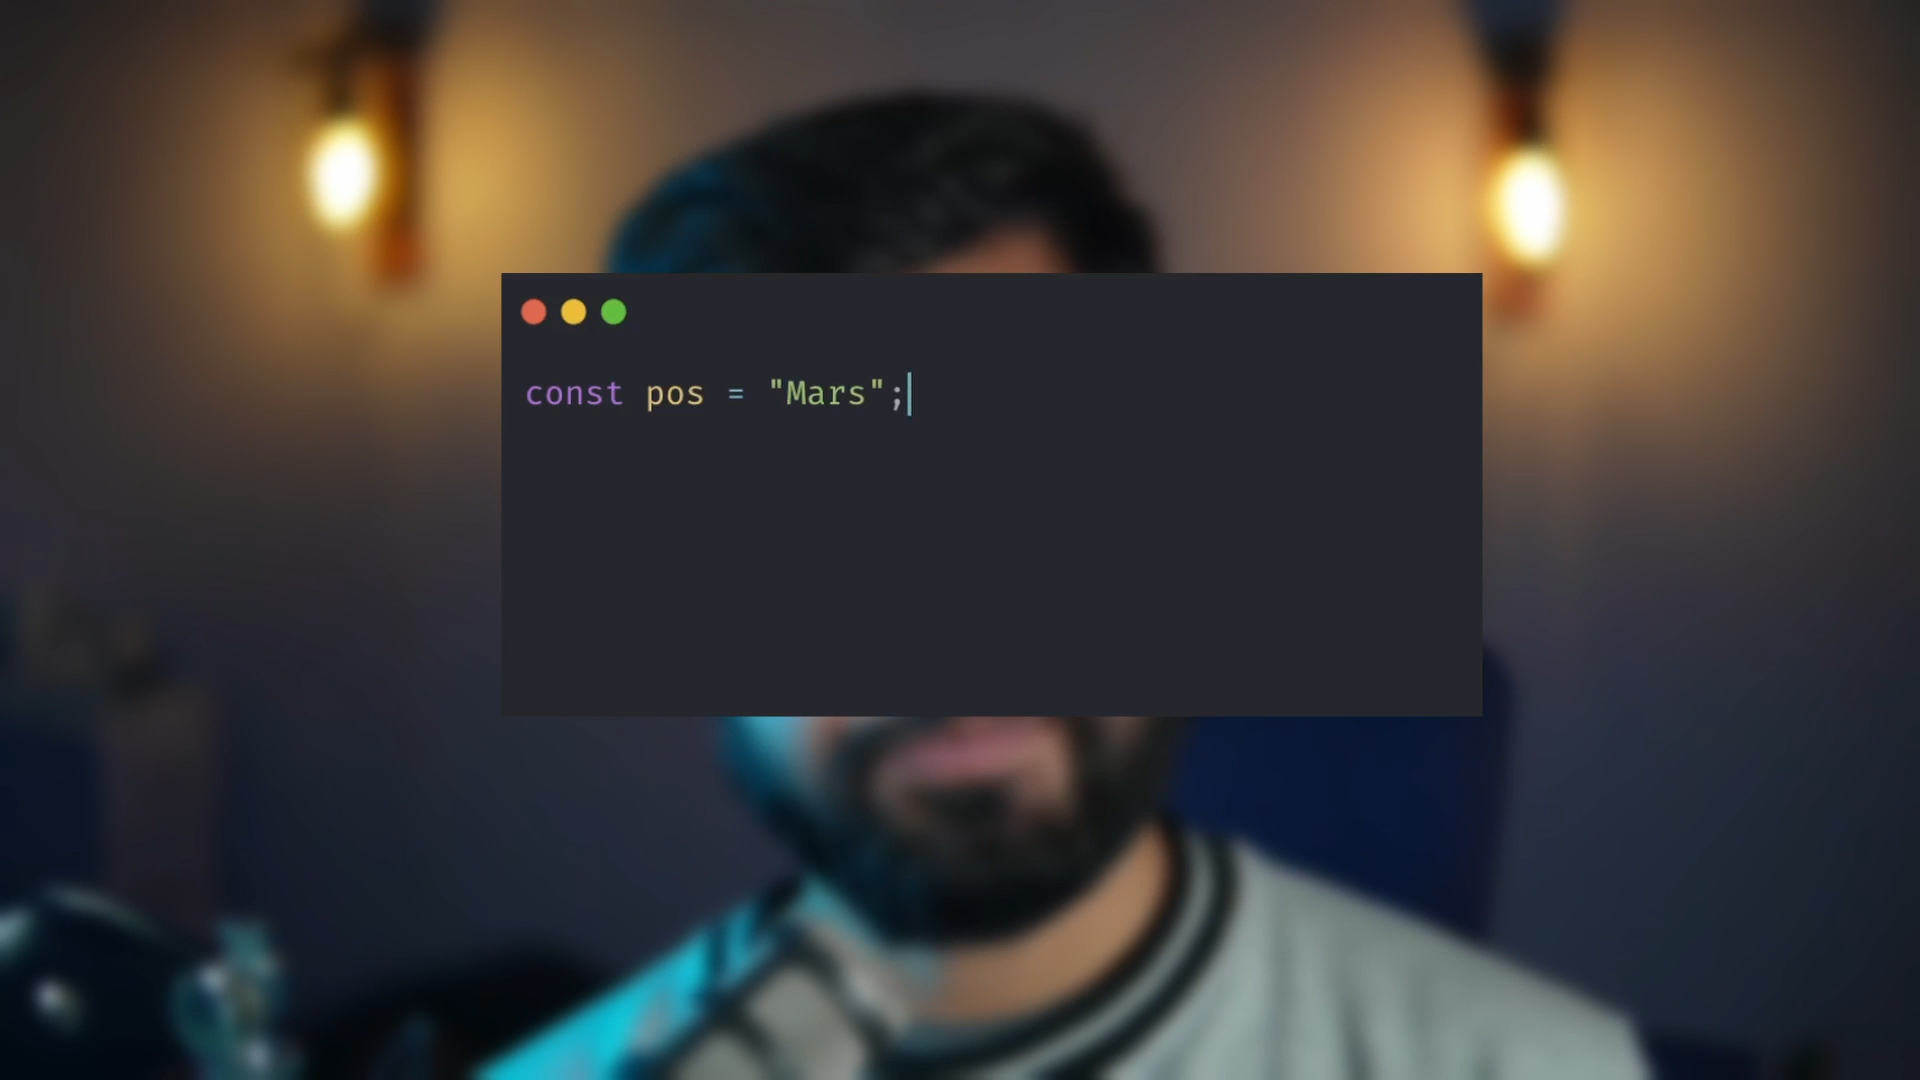 const pos = "Mars";